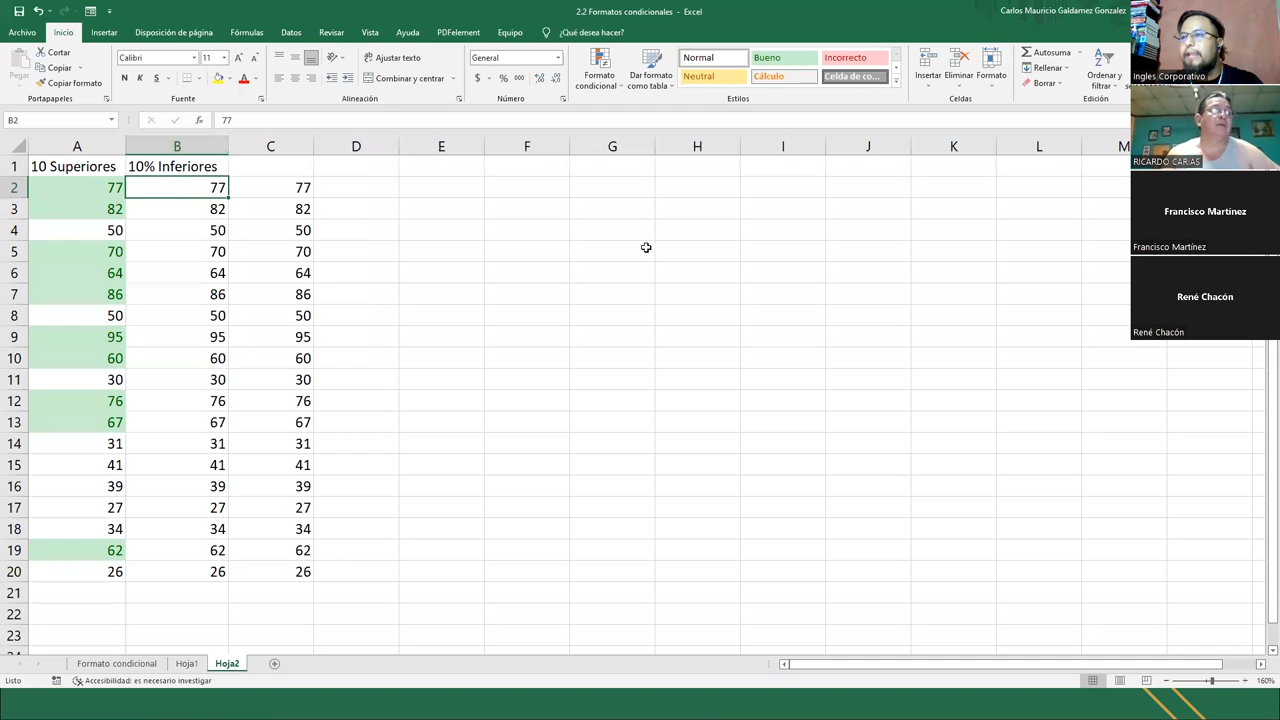 2.2 Formatos condicionales - Excel
Carlos Mauricio Galdamez Gonzalez
Archivo Inicio Insertar Disposición de página Fórmulas Datos Revisar Vista Ayuda PDFelement Equipo ¿Qué desea hacer?
Pegar
Cortar
Copiar
Copiar formato
Portapapeles
Calibri 11
N K S
Fuente
Ajustar texto
Combinar y centrar
Alineación
General
$ % 000
Número
Formato condicional
Dar formato como tabla
Normal Bueno Incorrecto
Neutral Cálculo Celda de co...
Estilos
Insertar Eliminar Formato
Celdas
Autosuma
Rellenar
Borrar
Ordenar y filtrar
Edición
B2 fx 77
A B C D E F G H I J K L M
1 10 Superiores 10% Inferiores
2 77 77 77
3 82 82 82
4 50 50 50
5 70 70 70
6 64 64 64
7 86 86 86
8 50 50 50
9 95 95 95
10 60 60 60
11 30 30 30
12 76 76 76
13 67 67 67
14 31 31 31
15 41 41 41
16 39 39 39
17 27 27 27
18 34 34 34
19 62 62 62
20 26 26 26
21
22
23
Formato condicional Hoja1 Hoja2
Listo Accesibilidad: es necesario investigar 160%
Ingles Corporativo
RICARDO CARIAS
Francisco Martínez
Francisco Martínez
René Chacón
René Chacón